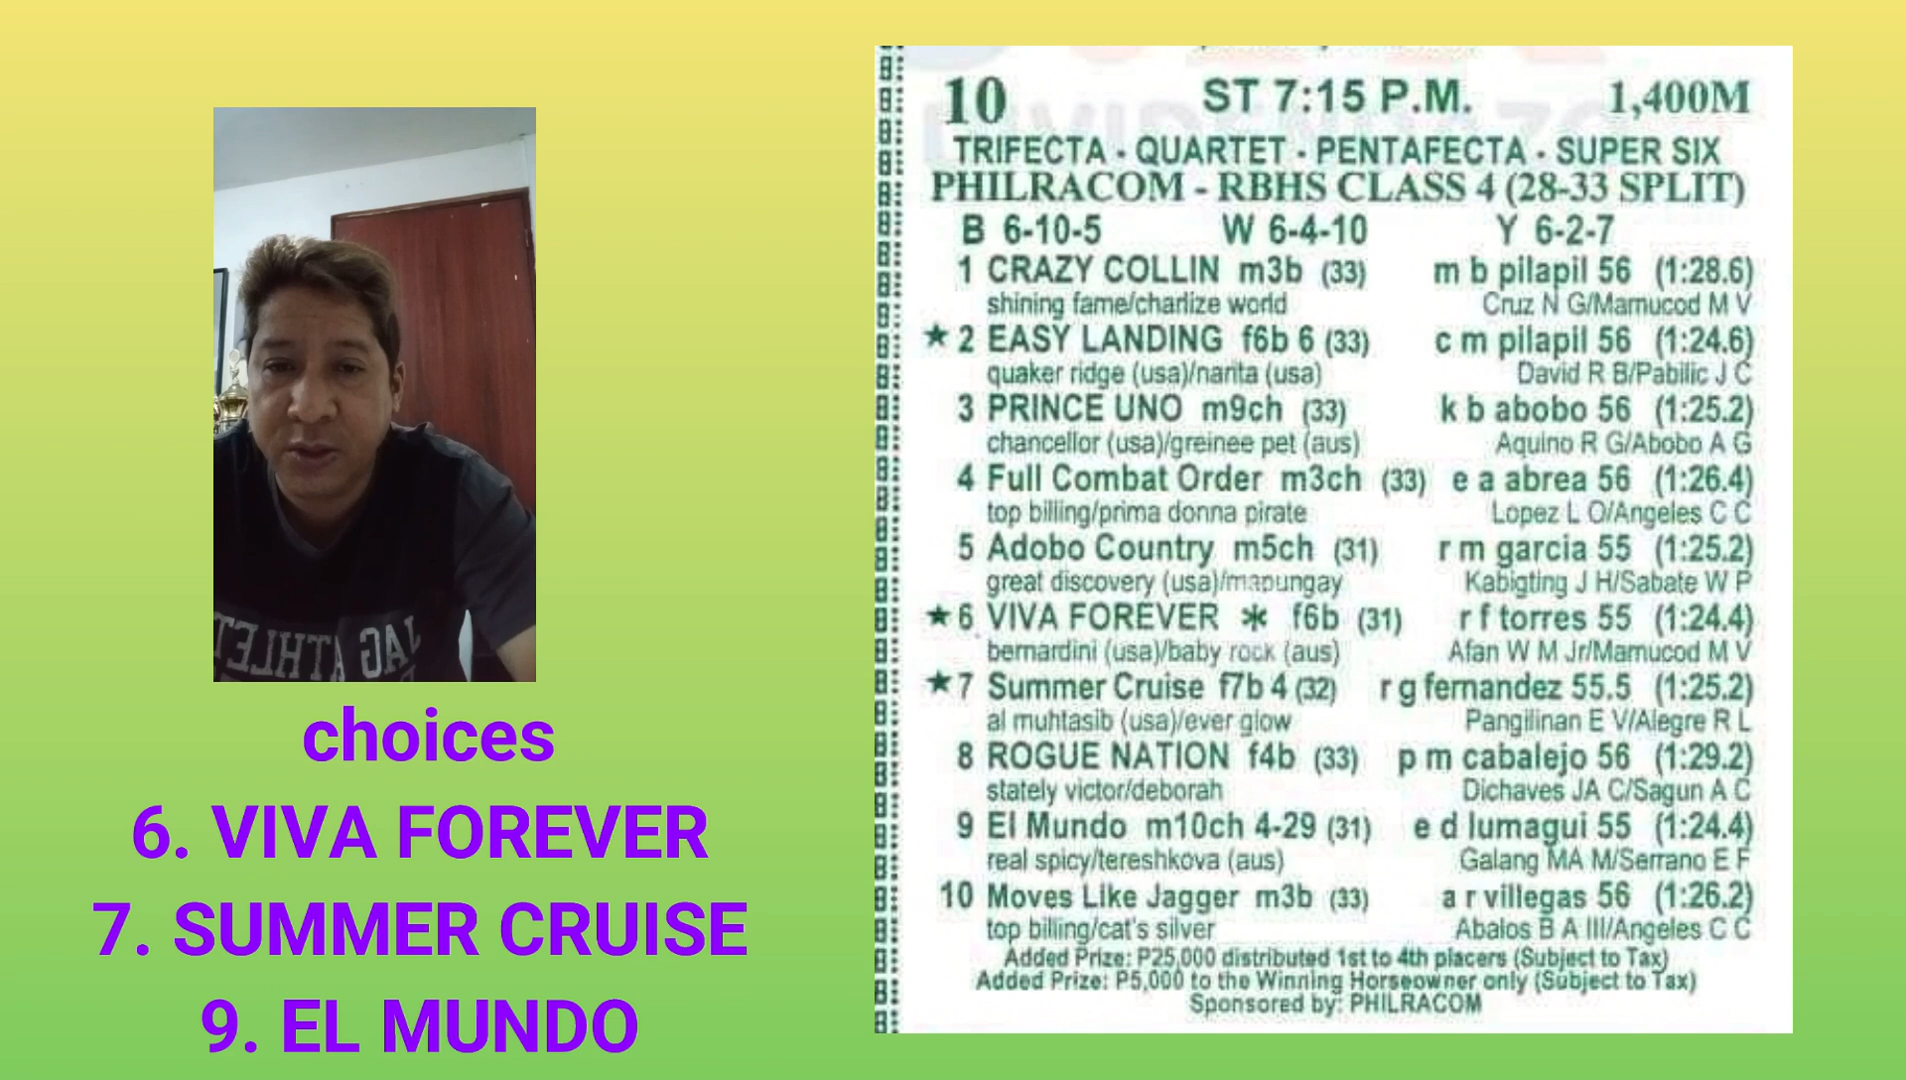 JAG ATHLET
choices
6. VIVA FOREVER
7. SUMMER CRUISE
9. EL MUNDO
10 ST 7:15 P.M. 1,400M
TRIFECTA - QUARTET - PENTAFECTA - SUPER SIX
PHILRACOM - RBHS CLASS 4 (28-33 SPLIT)
B 6-10-5 W 6-4-10 Y 6-2-7
1 CRAZY COLLIN m3b (33) m b pilapil 56 (1:28.6)
shining fame/charlize world Cruz N G/Mamucod M V
★ 2 EASY LANDING f6b 6 (33) c m pilapil 56 (1:24.6)
quaker ridge (usa)/narita (usa) David R B/Pabilic J C
3 PRINCE UNO m9ch (33) k b abobo 56 (1:25.2)
chancellor (usa)/greinee pet (aus) Aquino R G/Abobo A G
4 Full Combat Order m3ch (33) e a abrea 56 (1:26.4)
top billing/prima donna pirate Lopez L O/Angeles C C
5 Adobo Country m5ch (31) r m garcia 55 (1:25.2)
great discovery (usa)/mapungay Kabigting J H/Sabate W P
★ 6 VIVA FOREVER * f6b (31) r f torres 55 (1:24.4)
bernardini (usa)/baby rock (aus) Afan W M Jr/Mamucod M V
★ 7 Summer Cruise f7b 4 (32) r g fernandez 55.5 (1:25.2)
al muhtasib (usa)/ever glow Pangilinan E V/Alegre R L
8 ROGUE NATION f4b (33) p m cabalejo 56 (1:29.2)
stately victor/deborah Dichaves JA C/Sagun A C
9 El Mundo m10ch 4-29 (31) e d lumagui 55 (1:24.4)
real spicy/tereshkova (aus) Galang MA M/Serrano E F
10 Moves Like Jagger m3b (33) a r villegas 56 (1:26.2)
top billing/cat's silver Abalos B A III/Angeles C C
Added Prize: P25,000 distributed 1st to 4th placers (Subject to Tax)
Added Prize: P5,000 to the Winning Horseowner only (Subject to Tax)
Sponsored by: PHILRACOM